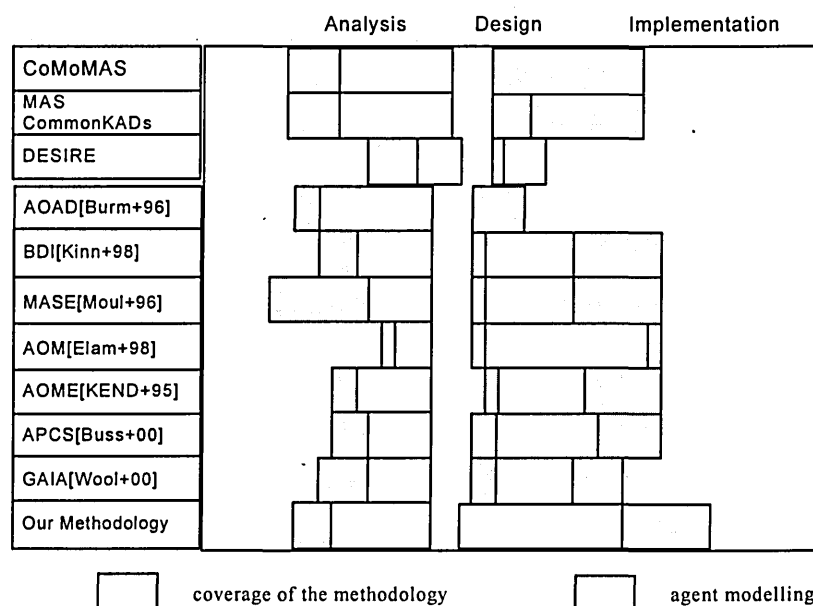 Analysis Design Implementation
CoMoMAS
MAS
CommonKADs
DESIRE
AOAD[Burm+96]
BDI[Kinn+98]
MASE[Moul+96]
AOM[Elam+98]
AOME[KEND+95]
APCS[Buss+00]
GAIA[Wool+00]
Our Methodology
coverage of the methodology agent modelling